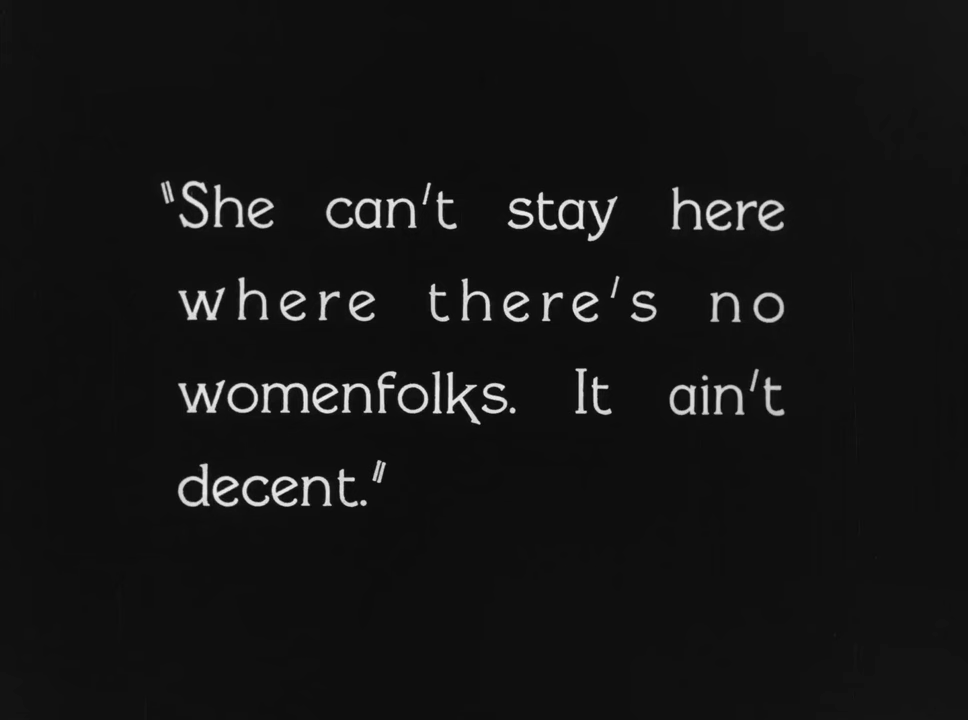 "She can't stay here
where there's no
womenfolks. It ain't
decent."